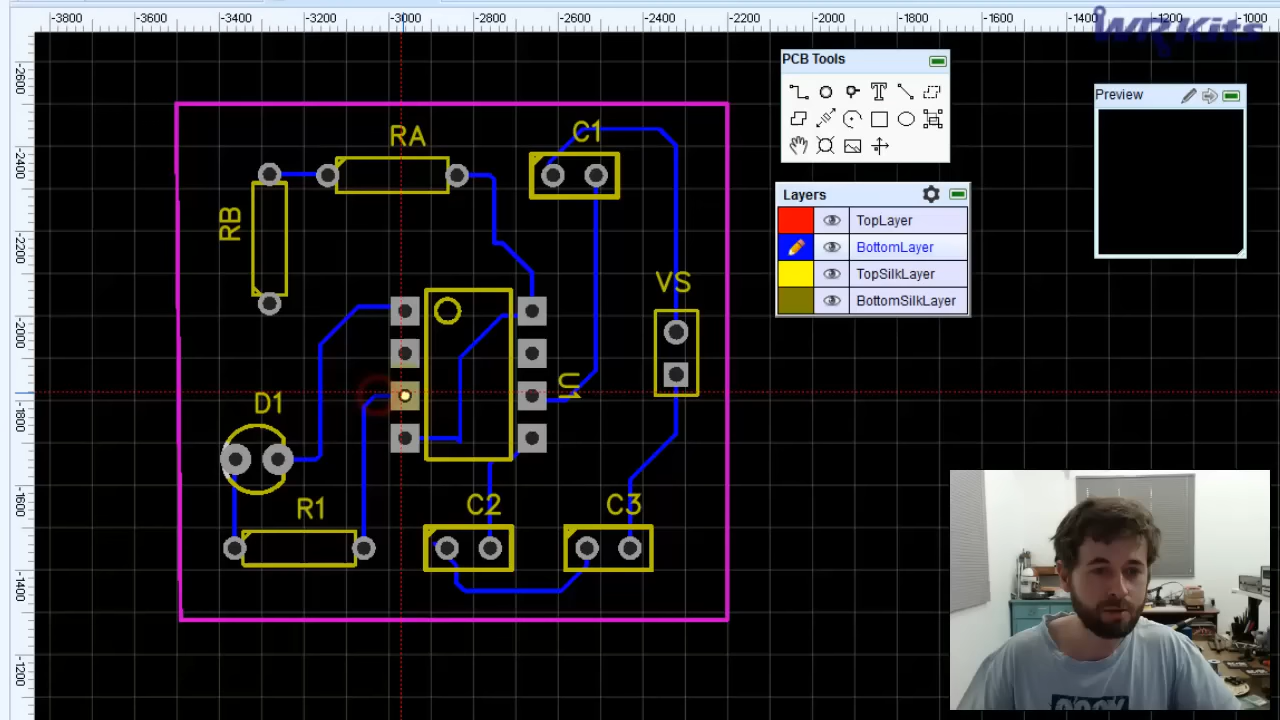 -3800 -3600 -3400 -3200 -3000 -2800 -2600 -2400 -2200 -2000 -1800 -1600 -1400 -1200 -1000
WRKits
-2600
-2400
-2200
-2000
-1800
-1600
-1400
-1200
PCB Tools
T
Preview
Layers
TopLayer
BottomLayer
TopSilkLayer
BottomSilkLayer
RA
C1
RB
VS
U
D1
R1
C2
C3